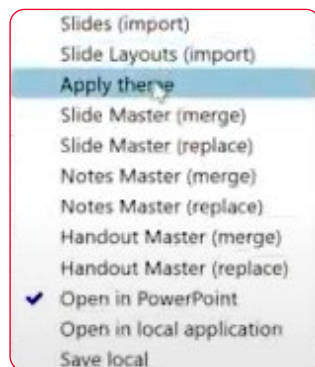 Slides (import)
Slide Layouts (import)
Apply theme
Slide Master (merge)
Slide Master (replace)
Notes Master (merge)
Notes Master (replace)
Handout Master (merge)
Handout Master (replace)
Open in PowerPoint
Open in local application
Save local